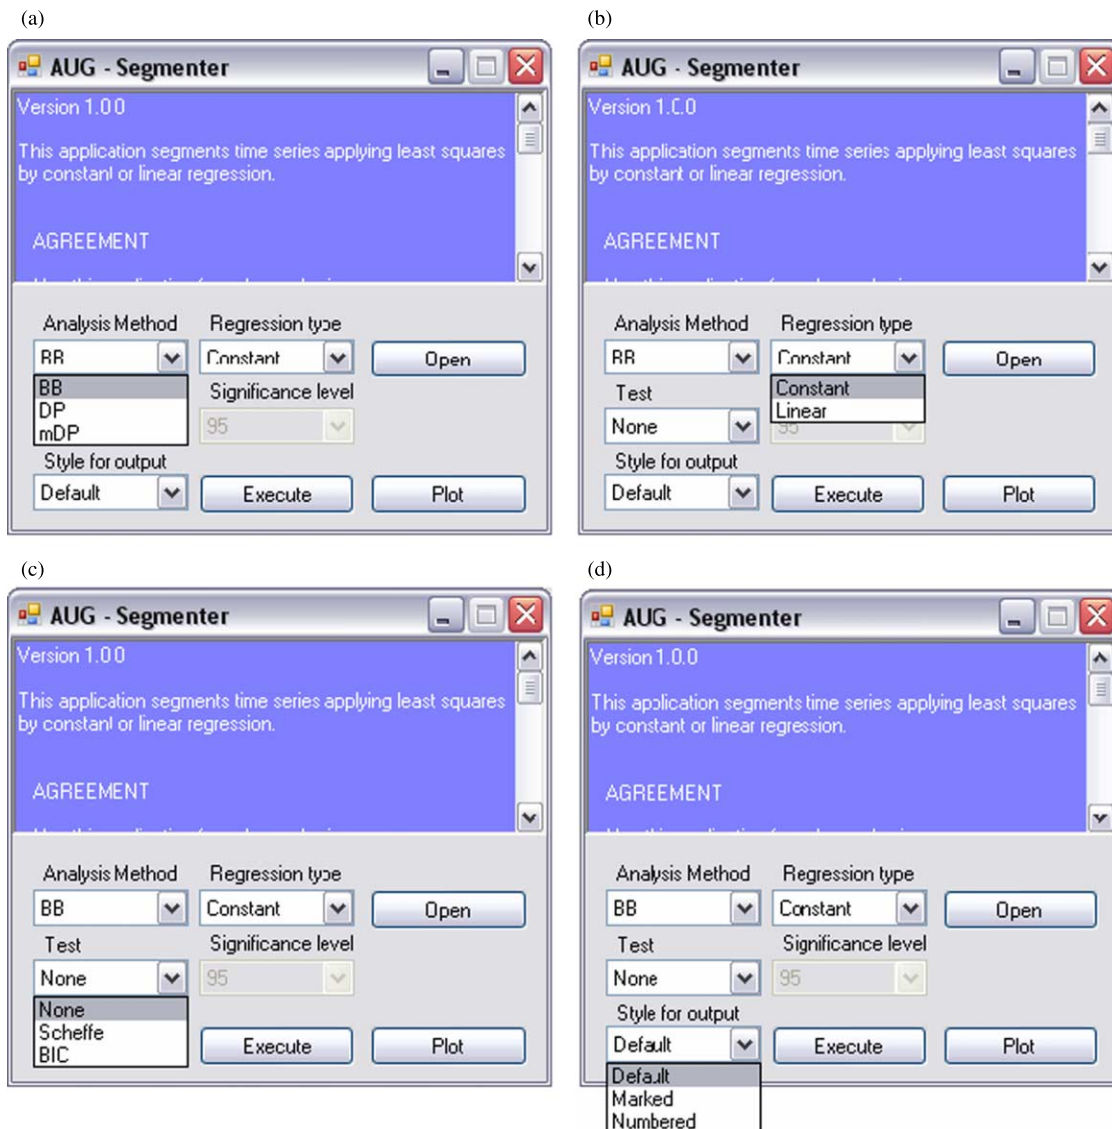 (a)
AUG - Segmenter
Version 1.0.0
This application segments time series applying least squares
by constant or linear regression.
AGREEMENT
Analysis Method Regression type
BB Constant Open
BB Significance level
DP 95
mDP
Style for output
Default Execute Plot
(b)
AUG - Segmenter
Version 1.0.0
This application segments time series applying least squares
by constant or linear regression.
AGREEMENT
Analysis Method Regression type
BB Constant Open
Test Constant
Linear
None 95
Style for output
Default Execute Plot
(c)
AUG - Segmenter
Version 1.0.0
This application segments time series applying least squares
by constant or linear regression.
AGREEMENT
Analysis Method Regression type
BB Constant Open
Test Significance level
None 95
None
Scheffe
BIC Execute Plot
(d)
AUG - Segmenter
Version 1.0.0
This application segments time series applying least squares
by constant or linear regression.
AGREEMENT
Analysis Method Regression type
BB Constant Open
Test Significance level
None 95
Style for output
Default Execute Plot
Default
Marked
Numbered